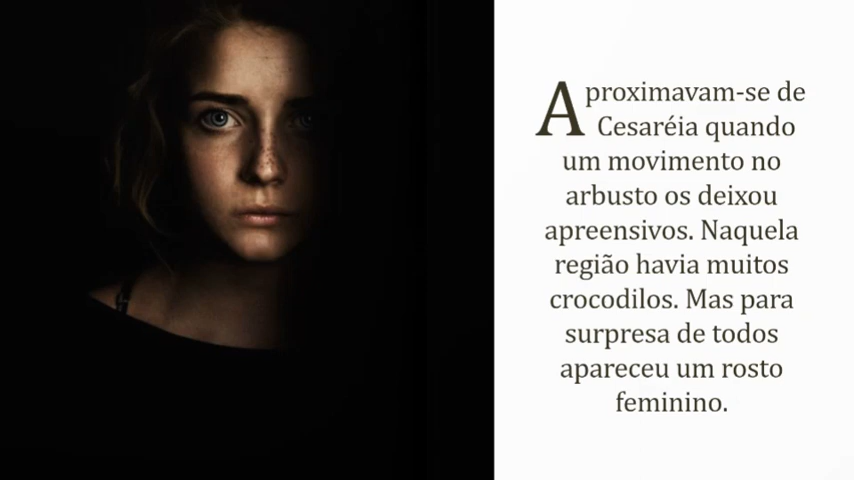 Aproximavam-se de
Cesaréia quando
um movimento no
arbusto os deixou
apreensivos. Naquela
região havia muitos
crocodilos. Mas para
surpresa de todos
apareceu um rosto
feminino.